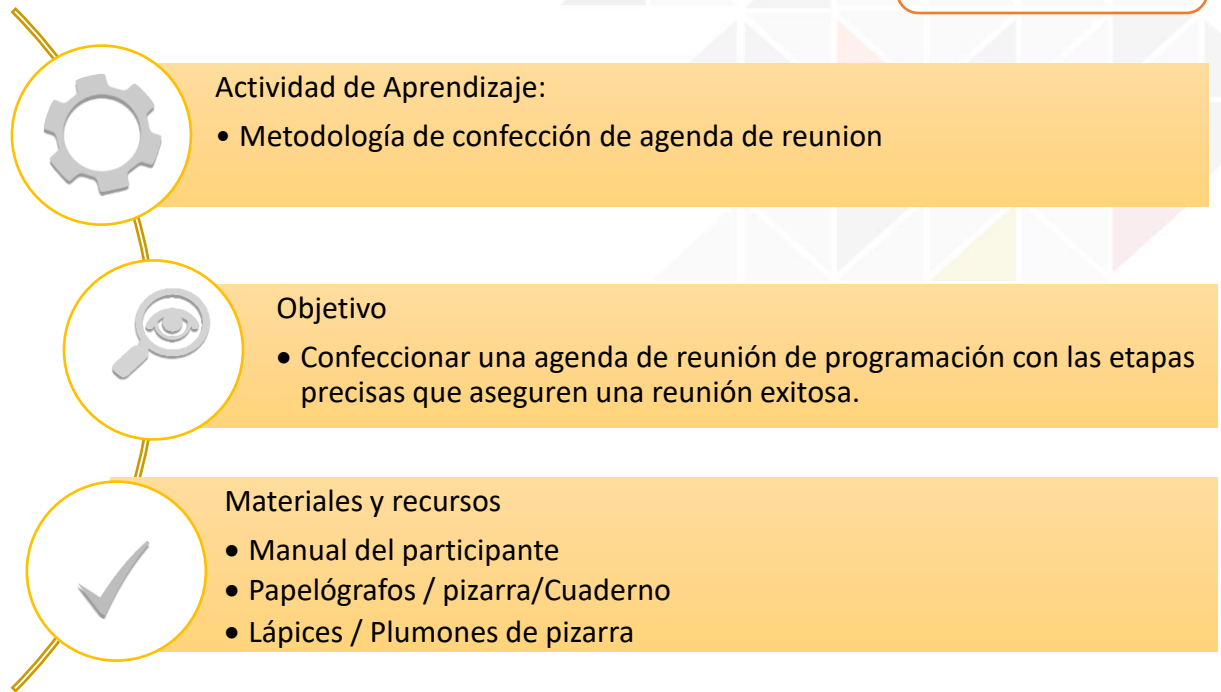 Actividad de Aprendizaje:
• Metodología de confección de agenda de reunion
Objetivo
• Confeccionar una agenda de reunión de programación con las etapas
precisas que aseguren una reunión exitosa.
Materiales y recursos
• Manual del participante
• Papelógrafos / pizarra/Cuaderno
• Lápices / Plumones de pizarra